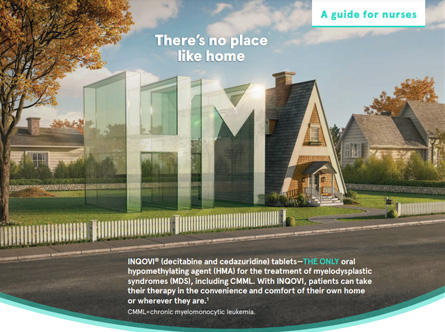 A guide for nurses
There's no place
like home
HMA
INQOVI® (decitabine and cedazuridine) tablets—THE ONLY oral
hypomethylating agent (HMA) for the treatment of myelodysplastic
syndromes (MDS), including CMML. With INQOVI, patients can take
their therapy in the convenience and comfort of their own home
or wherever they are.¹
CMML=chronic myelomonocytic leukemia.